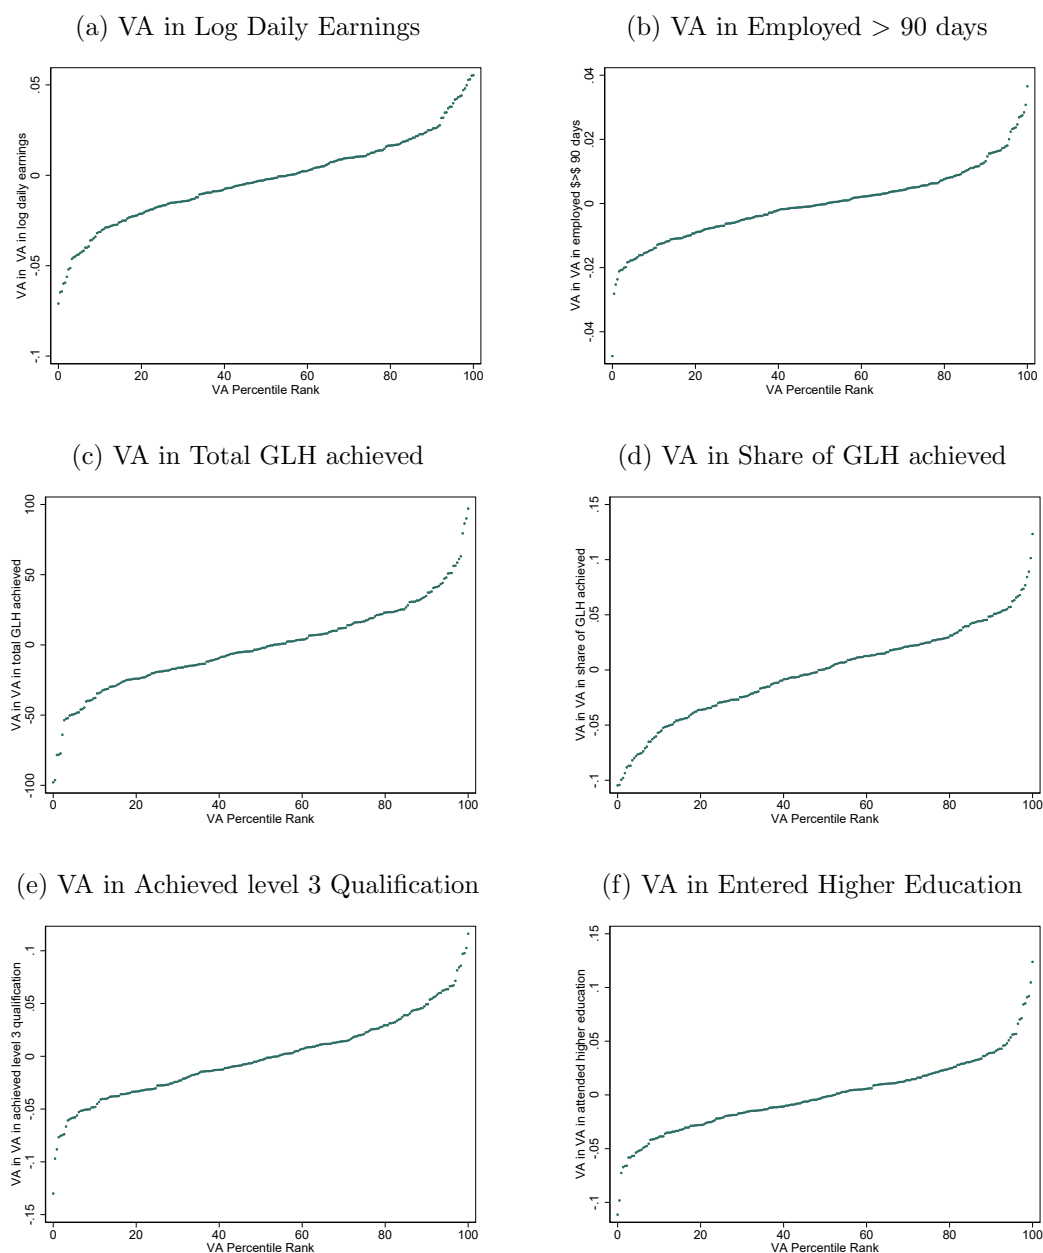 (a) VA in Log Daily Earnings
VA in VA in log daily earnings
.05
0
-.05
-.1
0 20 40 60 80 100
VA Percentile Rank
(b) VA in Employed > 90 days
VA in VA in employed $>$ 90 days
.04
.02
0
-.02
-.04
0 20 40 60 80 100
VA Percentile Rank
(c) VA in Total GLH achieved
VA in VA in total GLH achieved
100
50
0
-50
-100
0 20 40 60 80 100
VA Percentile Rank
(d) VA in Share of GLH achieved
VA in VA in share of GLH achieved
.15
.1
.05
0
-.05
-.1
0 20 40 60 80 100
VA Percentile Rank
(e) VA in Achieved level 3 Qualification
VA in VA in achieved level 3 qualification
.1
.05
0
-.05
-.1
-.15
0 20 40 60 80 100
VA Percentile Rank
(f) VA in Entered Higher Education
VA in VA in attended higher education
.15
.1
.05
0
-.05
-.1
0 20 40 60 80 100
VA Percentile Rank